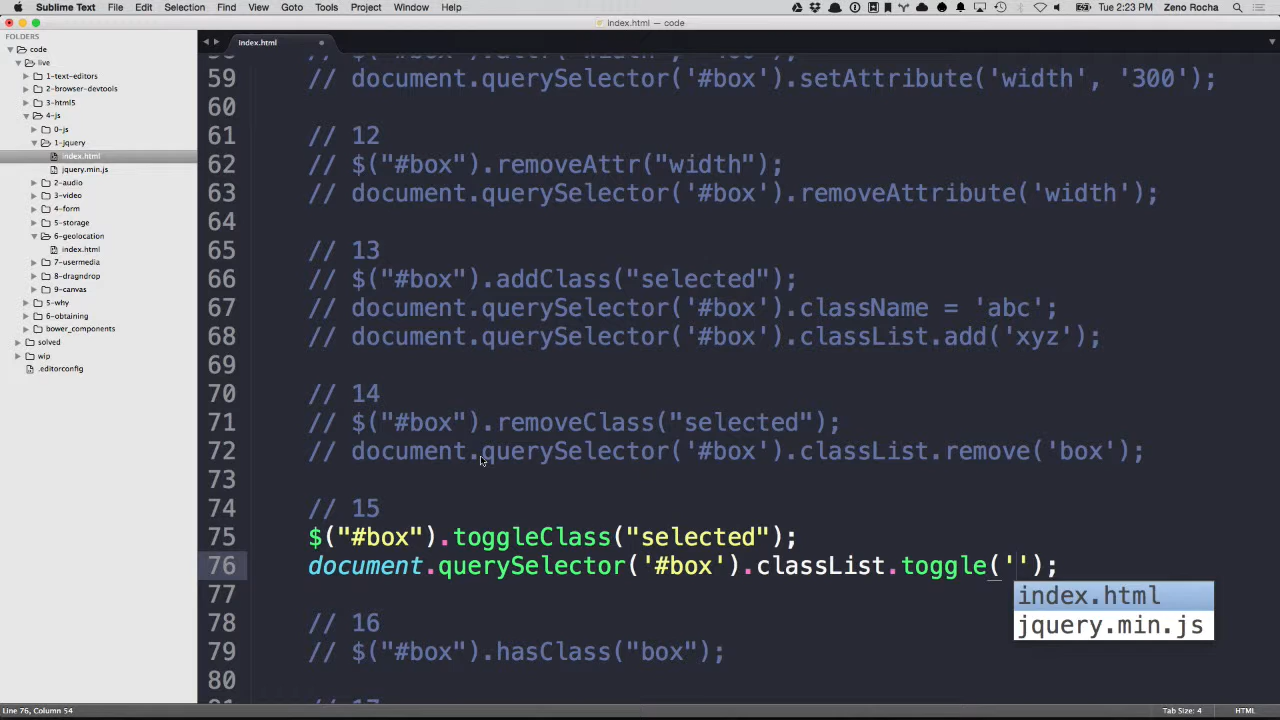 Sublime Text File Edit Selection Find View Goto Tools Project Window Help Tue 2:23 PM Zeno Rocha
index.html — code
FOLDERS
code
live
1-text-editors
2-browser-devtools
3-html5
4-js
0-js
1-jquery
index.html
jquery.min.js
2-audio
3-video
4-form
5-storage
6-geolocation
index.html
7-usermedia
8-dragndrop
9-canvas
5-why
6-obtaining
bower_components
solved
wip
.editorconfig
index.html
59 // document.querySelector('#box').setAttribute('width', '300');
60
61 // 12
62 // $("#box").removeAttr("width");
63 // document.querySelector('#box').removeAttribute('width');
64
65 // 13
66 // $("#box").addClass("selected");
67 // document.querySelector('#box').className = 'abc';
68 // document.querySelector('#box').classList.add('xyz');
69
70 // 14
71 // $("#box").removeClass("selected");
72 // document.querySelector('#box').classList.remove('box');
73
74 // 15
75 $("#box").toggleClass("selected");
76 document.querySelector('#box').classList.toggle('');
index.html
jquery.min.js
77
78 // 16
79 // $("#box").hasClass("box");
80
Line 76, Column 54 Tab Size: 4 HTML